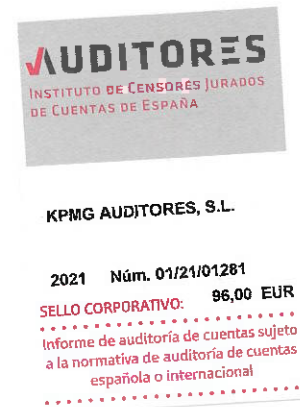 AUDITORES
INSTITUTO DE CENSORES JURADOS
DE CUENTAS DE ESPAÑA
KPMG AUDITORES, S.L.
2021 Núm. 01/21/01281
SELLO CORPORATIVO: 96,00 EUR
Informe de auditoría de cuentas sujeto
a la normativa de auditoría de cuentas
española o internacional